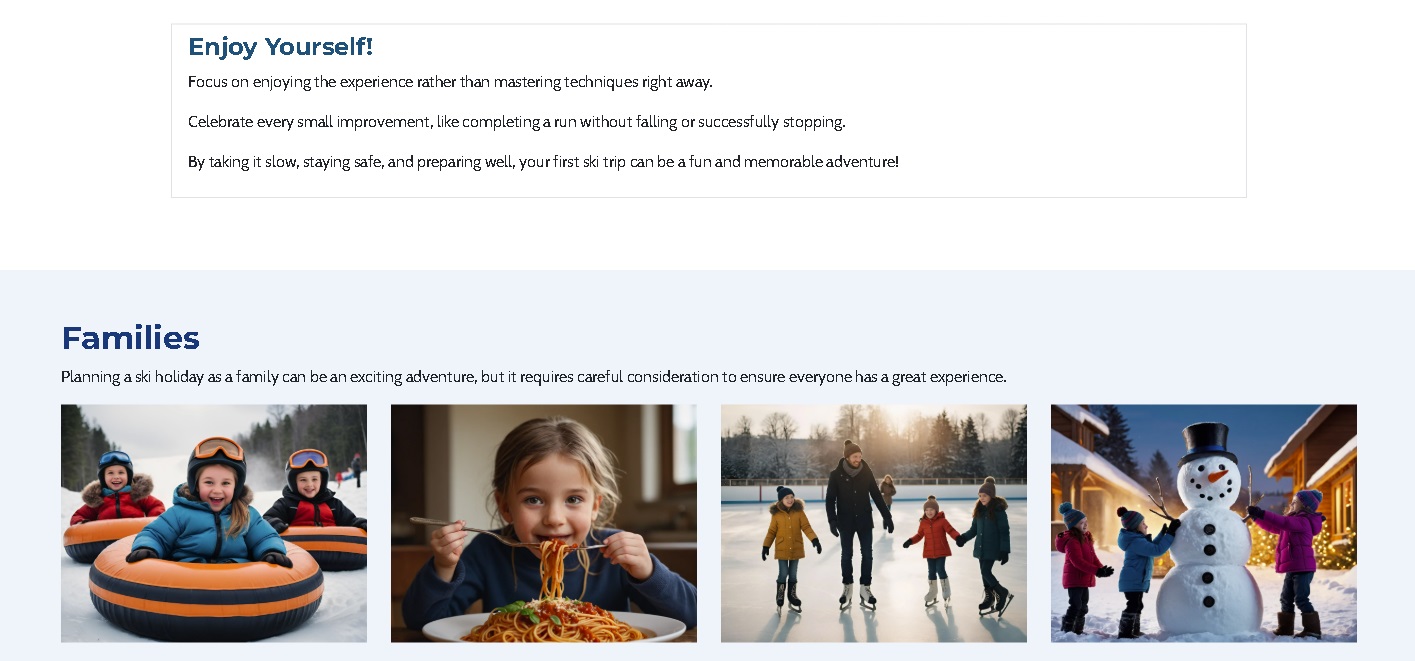 Enjoy Yourself!
Focus on enjoying the experience rather than mastering techniques right away.
Celebrate every small improvement, like completing a run without falling or successfully stopping.
By taking it slow, staying safe, and preparing well, your first ski trip can be a fun and memorable adventure!
Families
Planning a ski holiday as a family can be an exciting adventure, but it requires careful consideration to ensure everyone has a great experience.